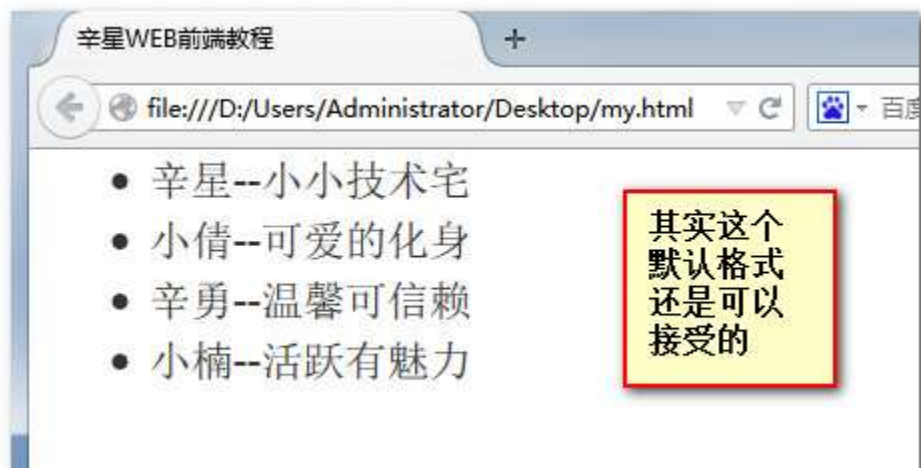 辛星WEB前端教程
+
file:///D:/Users/Administrator/Desktop/my.html
百度
• 辛星--小小技术宅
• 小倩--可爱的化身
• 辛勇--温馨可信赖
• 小楠--活跃有魅力
其实这个
默认格式
还是可以
接受的